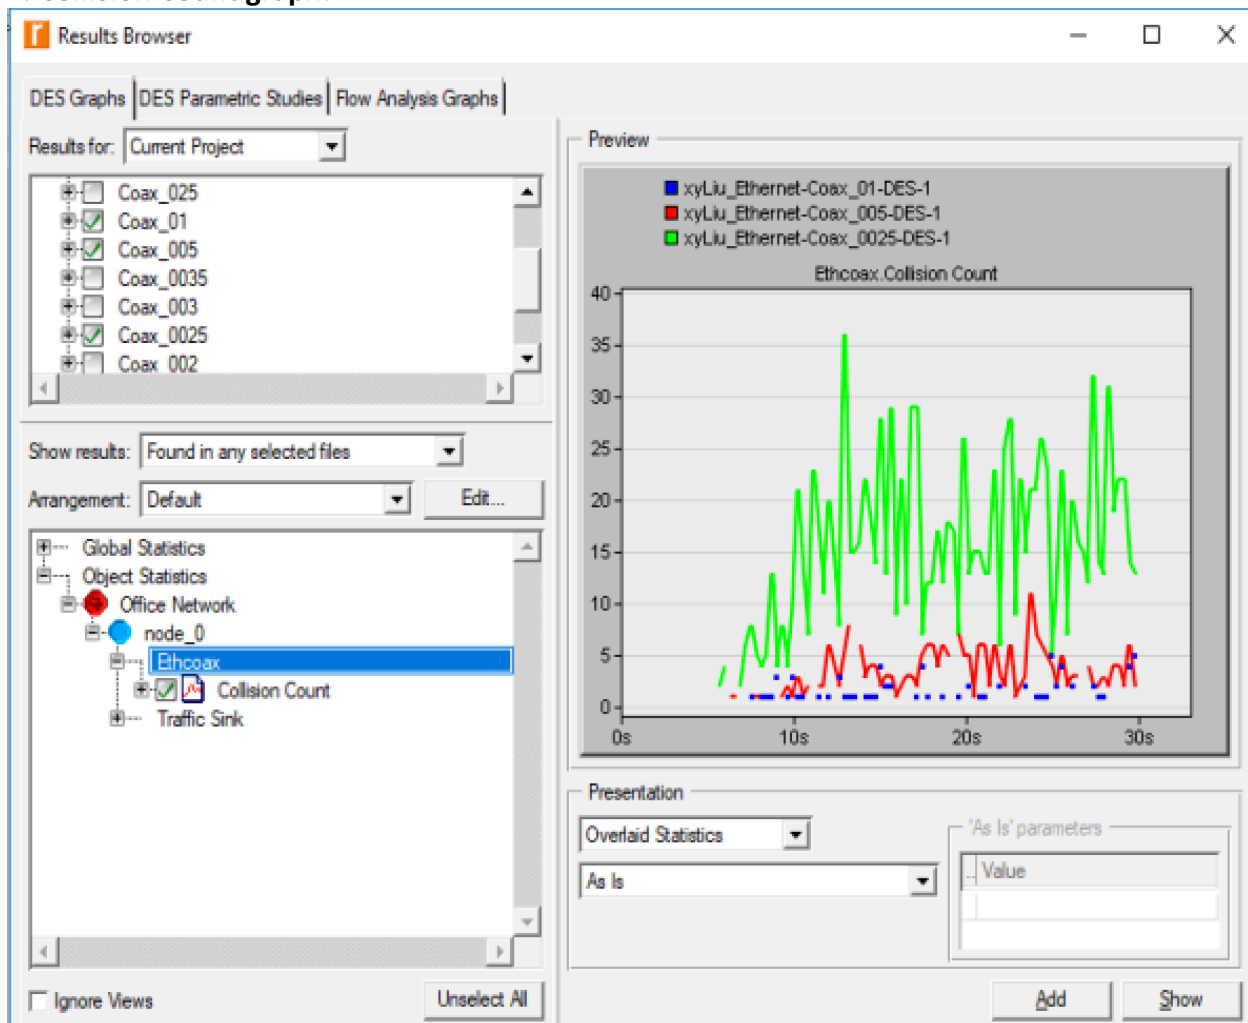 Results Browser
DES Graphs DES Parametric Studies Flow Analysis Graphs
Results for: Current Project
Coax_025
Coax_01
Coax_005
Coax_0035
Coax_003
Coax_0025
Coax_002
Show results: Found in any selected files
Arrangement: Default Edit...
Global Statistics
Object Statistics
Office Network
node_0
Ethcoax
Collision Count
Traffic Sink
Ignore Views Unselect All
Preview
xyLiu_Ethernet-Coax_01-DES-1
xyLiu_Ethernet-Coax_005-DES-1
xyLiu_Ethernet-Coax_0025-DES-1
Ethcoax.Collision Count
40
35
30
25
20
15
10
5
0
0s 10s 20s 30s
Presentation
Overlaid Statistics
As Is
'As Is' parameters
.. Value
Add Show